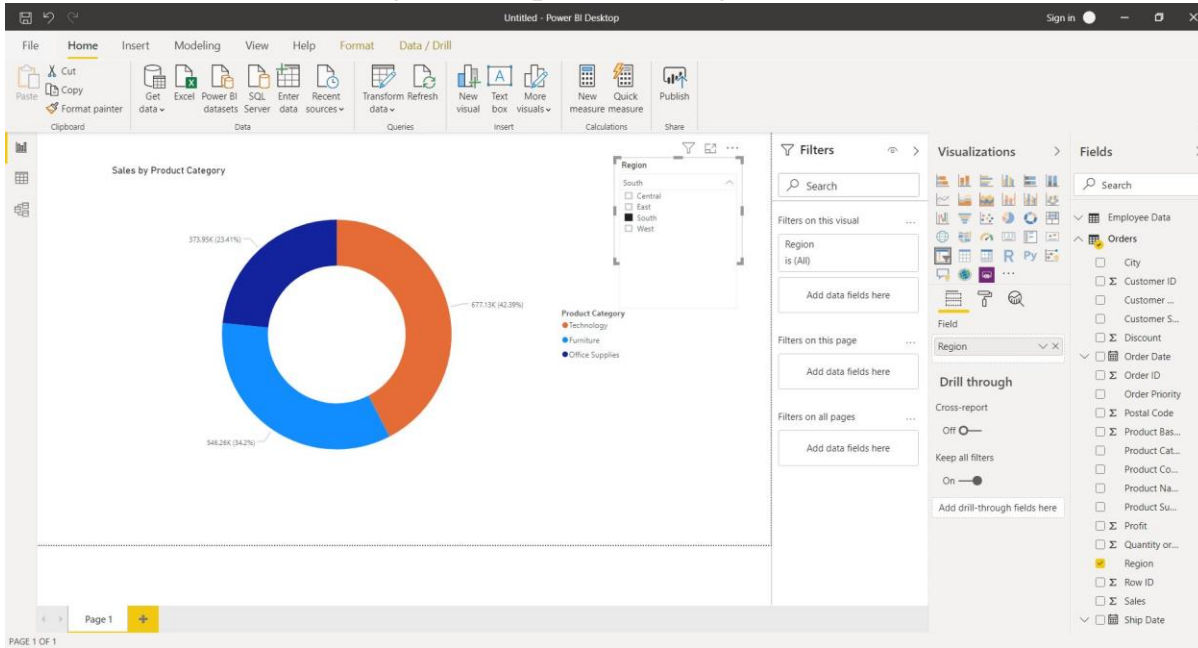 Untitled - Power BI Desktop
Sign in
File Home Insert Modeling View Help Format Data / Drill
Paste
Cut
Copy
Format painter
Clipboard
Get data
Excel
Power BI datasets
SQL Server
Enter data
Recent sources
Data
Transform data
Refresh
Queries
New visual
Text box
More visuals
Insert
New measure
Quick measure
Calculations
Publish
Share
Sales by Product Category
373.95K (23.41%)
677.13K (42.39%)
546.26K (34.2%)
Product Category
Technology
Furniture
Office Supplies
Region
South
Central
East
South
West
Filters
Search
Filters on this visual ...
Region
is (All)
Add data fields here
Filters on this page ...
Add data fields here
Filters on all pages ...
Add data fields here
Visualizations
R Py
...
Field
Region
Drill through
Cross-report
Off
Keep all filters
On
Add drill-through fields here
Fields
Search
Employee Data
Orders
City
Σ Customer ID
Customer ...
Customer S...
Σ Discount
Order Date
Σ Order ID
Order Priority
Σ Postal Code
Σ Product Bas...
Product Cat...
Product Co...
Product Na...
Product Su...
Σ Profit
Σ Quantity or...
Region
Σ Row ID
Σ Sales
Ship Date
Page 1
PAGE 1 OF 1